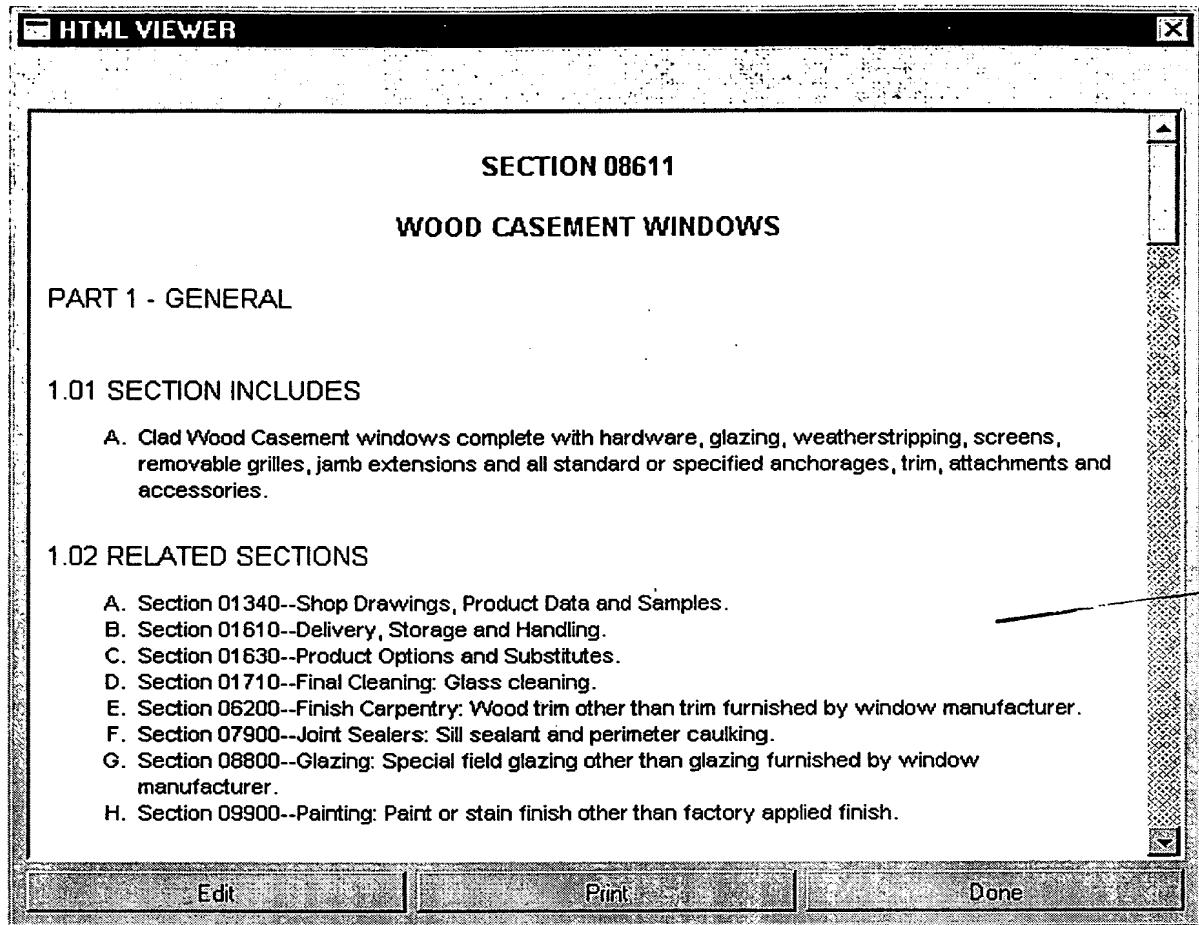 HTML VIEWER
SECTION 08611
WOOD CASEMENT WINDOWS
PART 1 - GENERAL
1.01 SECTION INCLUDES
A. Clad Wood Casement windows complete with hardware, glazing, weatherstripping, screens,
removable grilles, jamb extensions and all standard or specified anchorages, trim, attachments and
accessories.
1.02 RELATED SECTIONS
A. Section 01340--Shop Drawings, Product Data and Samples.
B. Section 01610--Delivery, Storage and Handling.
C. Section 01630--Product Options and Substitutes.
D. Section 01710--Final Cleaning: Glass cleaning.
E. Section 06200--Finish Carpentry: Wood trim other than trim furnished by window manufacturer.
F. Section 07900--Joint Sealers: Sill sealant and perimeter caulking.
G. Section 08800--Glazing: Special field glazing other than glazing furnished by window
manufacturer.
H. Section 09900--Painting: Paint or stain finish other than factory applied finish.
Edit Print Done